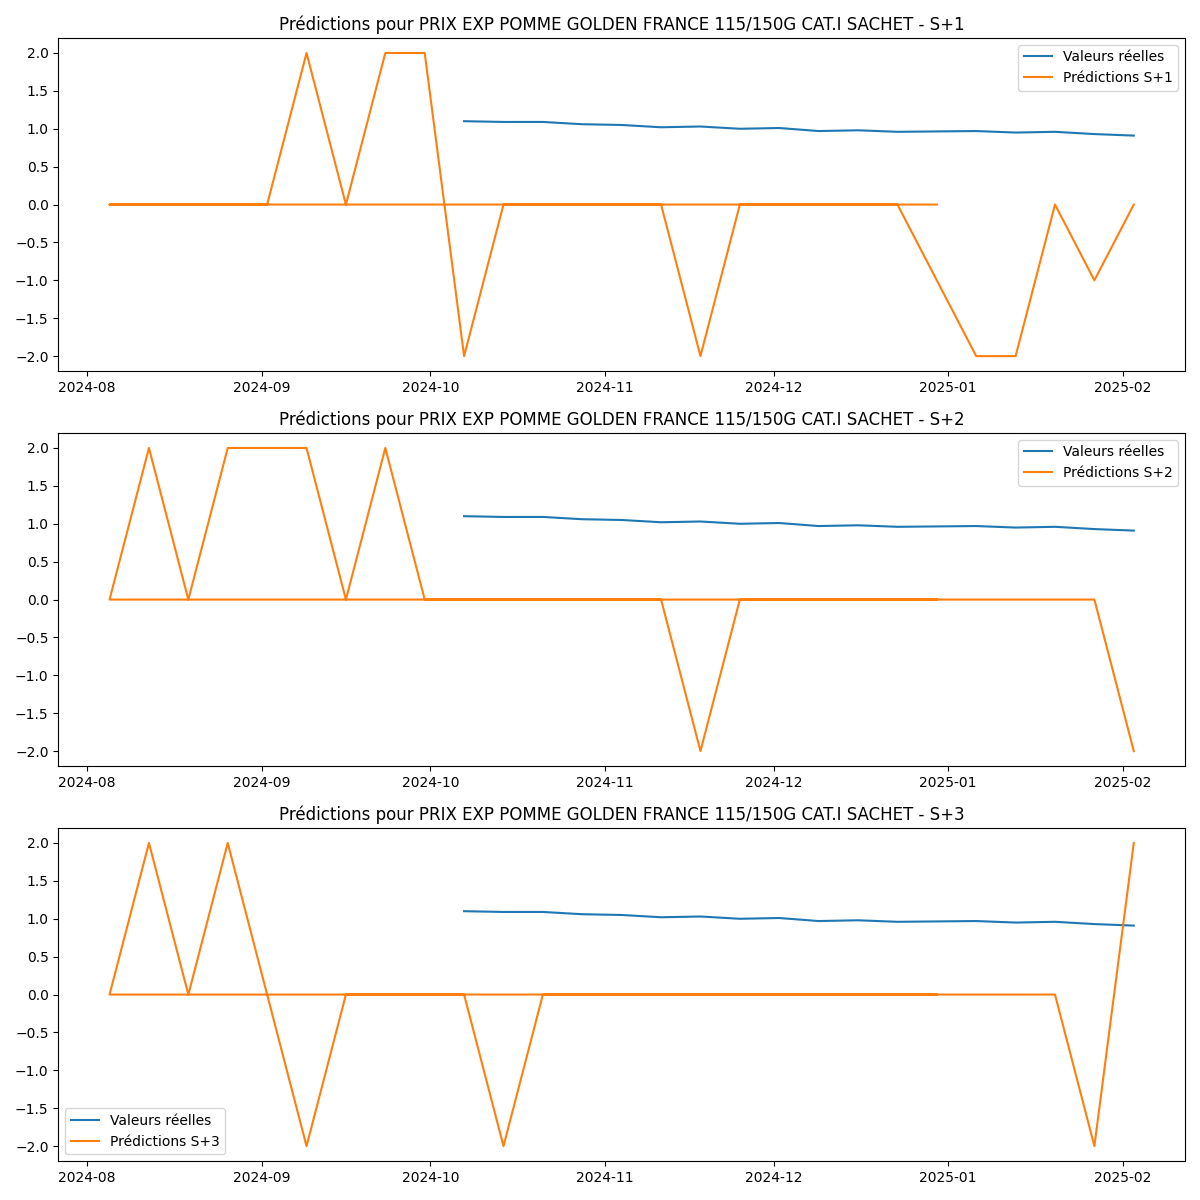 Prédictions pour PRIX EXP POMME GOLDEN FRANCE 115/150G CAT.I SACHET - S+1
2.0
1.5
1.0
0.5
0.0
−0.5
−1.0
−1.5
−2.0
Valeurs réelles
Prédictions S+1
2024-08 2024-09 2024-10 2024-11 2024-12 2025-01 2025-02
Prédictions pour PRIX EXP POMME GOLDEN FRANCE 115/150G CAT.I SACHET - S+2
2.0
1.5
1.0
0.5
0.0
−0.5
−1.0
−1.5
−2.0
Valeurs réelles
Prédictions S+2
2024-08 2024-09 2024-10 2024-11 2024-12 2025-01 2025-02
Prédictions pour PRIX EXP POMME GOLDEN FRANCE 115/150G CAT.I SACHET - S+3
2.0
1.5
1.0
0.5
0.0
−0.5
−1.0
−1.5
−2.0
Valeurs réelles
Prédictions S+3
2024-08 2024-09 2024-10 2024-11 2024-12 2025-01 2025-02